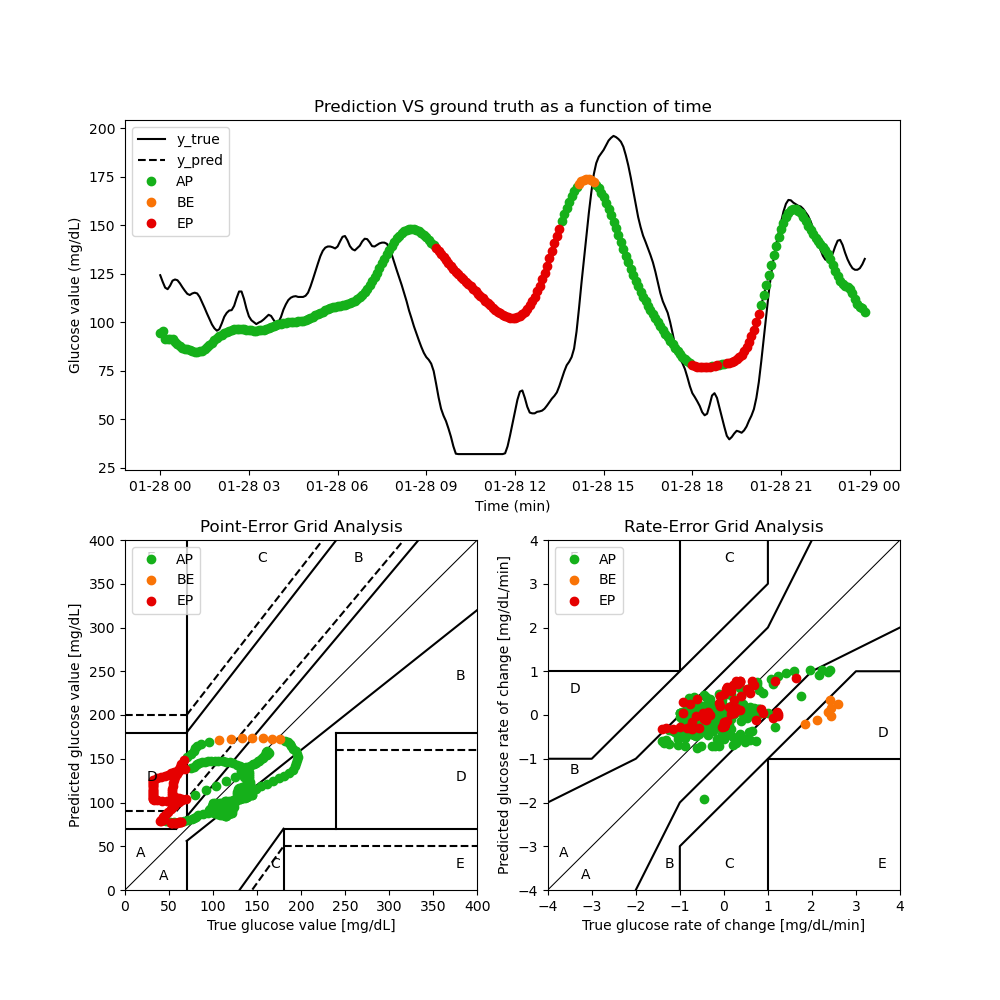 Prediction VS ground truth as a function of time
Glucose value (mg/dL)
200
175
150
125
100
75
50
25
y_true
y_pred
AP
BE
EP
01-28 00 01-28 03 01-28 06 01-28 09 01-28 12 01-28 15 01-28 18 01-28 21 01-29 00
Time (min)
Point-Error Grid Analysis
Predicted glucose value [mg/dL]
400
350
300
250
200
150
100
50
0
AP
BE
EP
C
B
B
D
D
A
A
C
E
0 50 100 150 200 250 300 350 400
True glucose value [mg/dL]
Rate-Error Grid Analysis
Predicted glucose rate of change [mg/dL/min]
4
3
2
1
0
−1
−2
−3
−4
AP
BE
EP
C
D
D
B
A
A
B
C
E
−4 −3 −2 −1 0 1 2 3 4
True glucose rate of change [mg/dL/min]